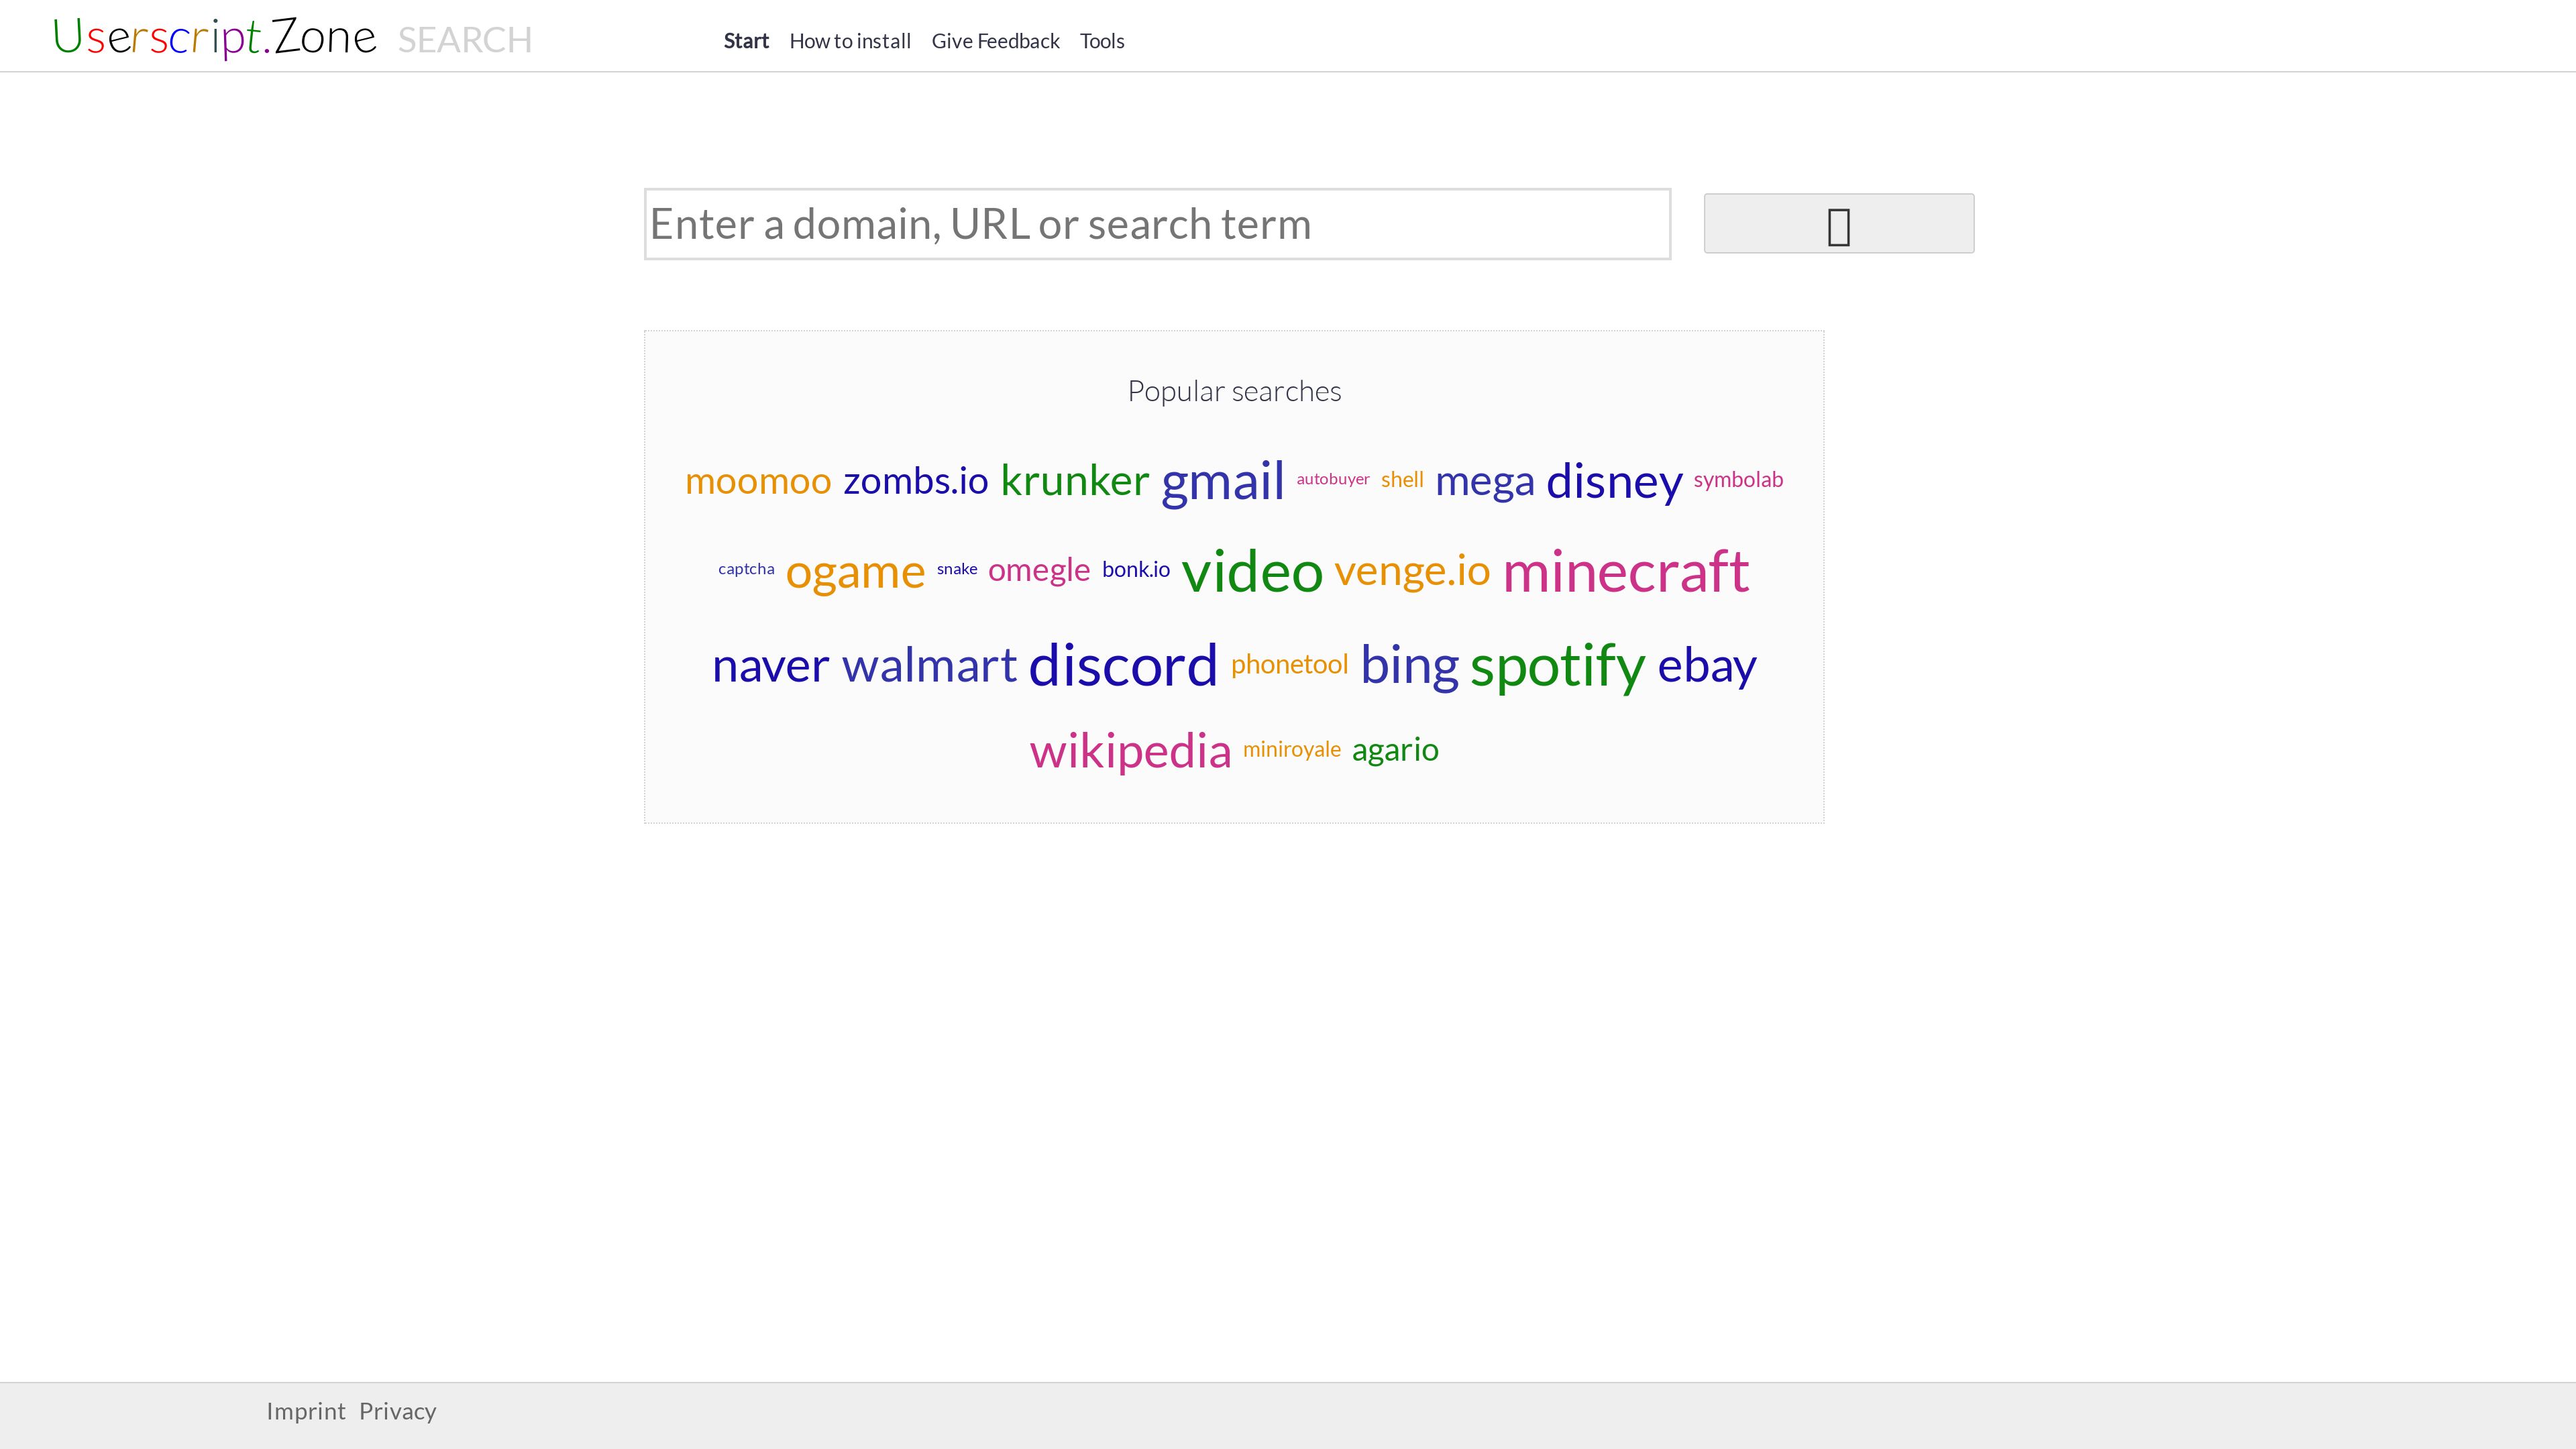 Userscript.Zone SEARCH Start How to install Give Feedback Tools
Enter a domain, URL or search term
Popular searches
moomoo zombs.io krunker gmail autobuyer shell mega disney symbolab
captcha ogame snake omegle bonk.io video venge.io minecraft
naver walmart discord phonetool bing spotify ebay
wikipedia miniroyale agario
Imprint Privacy